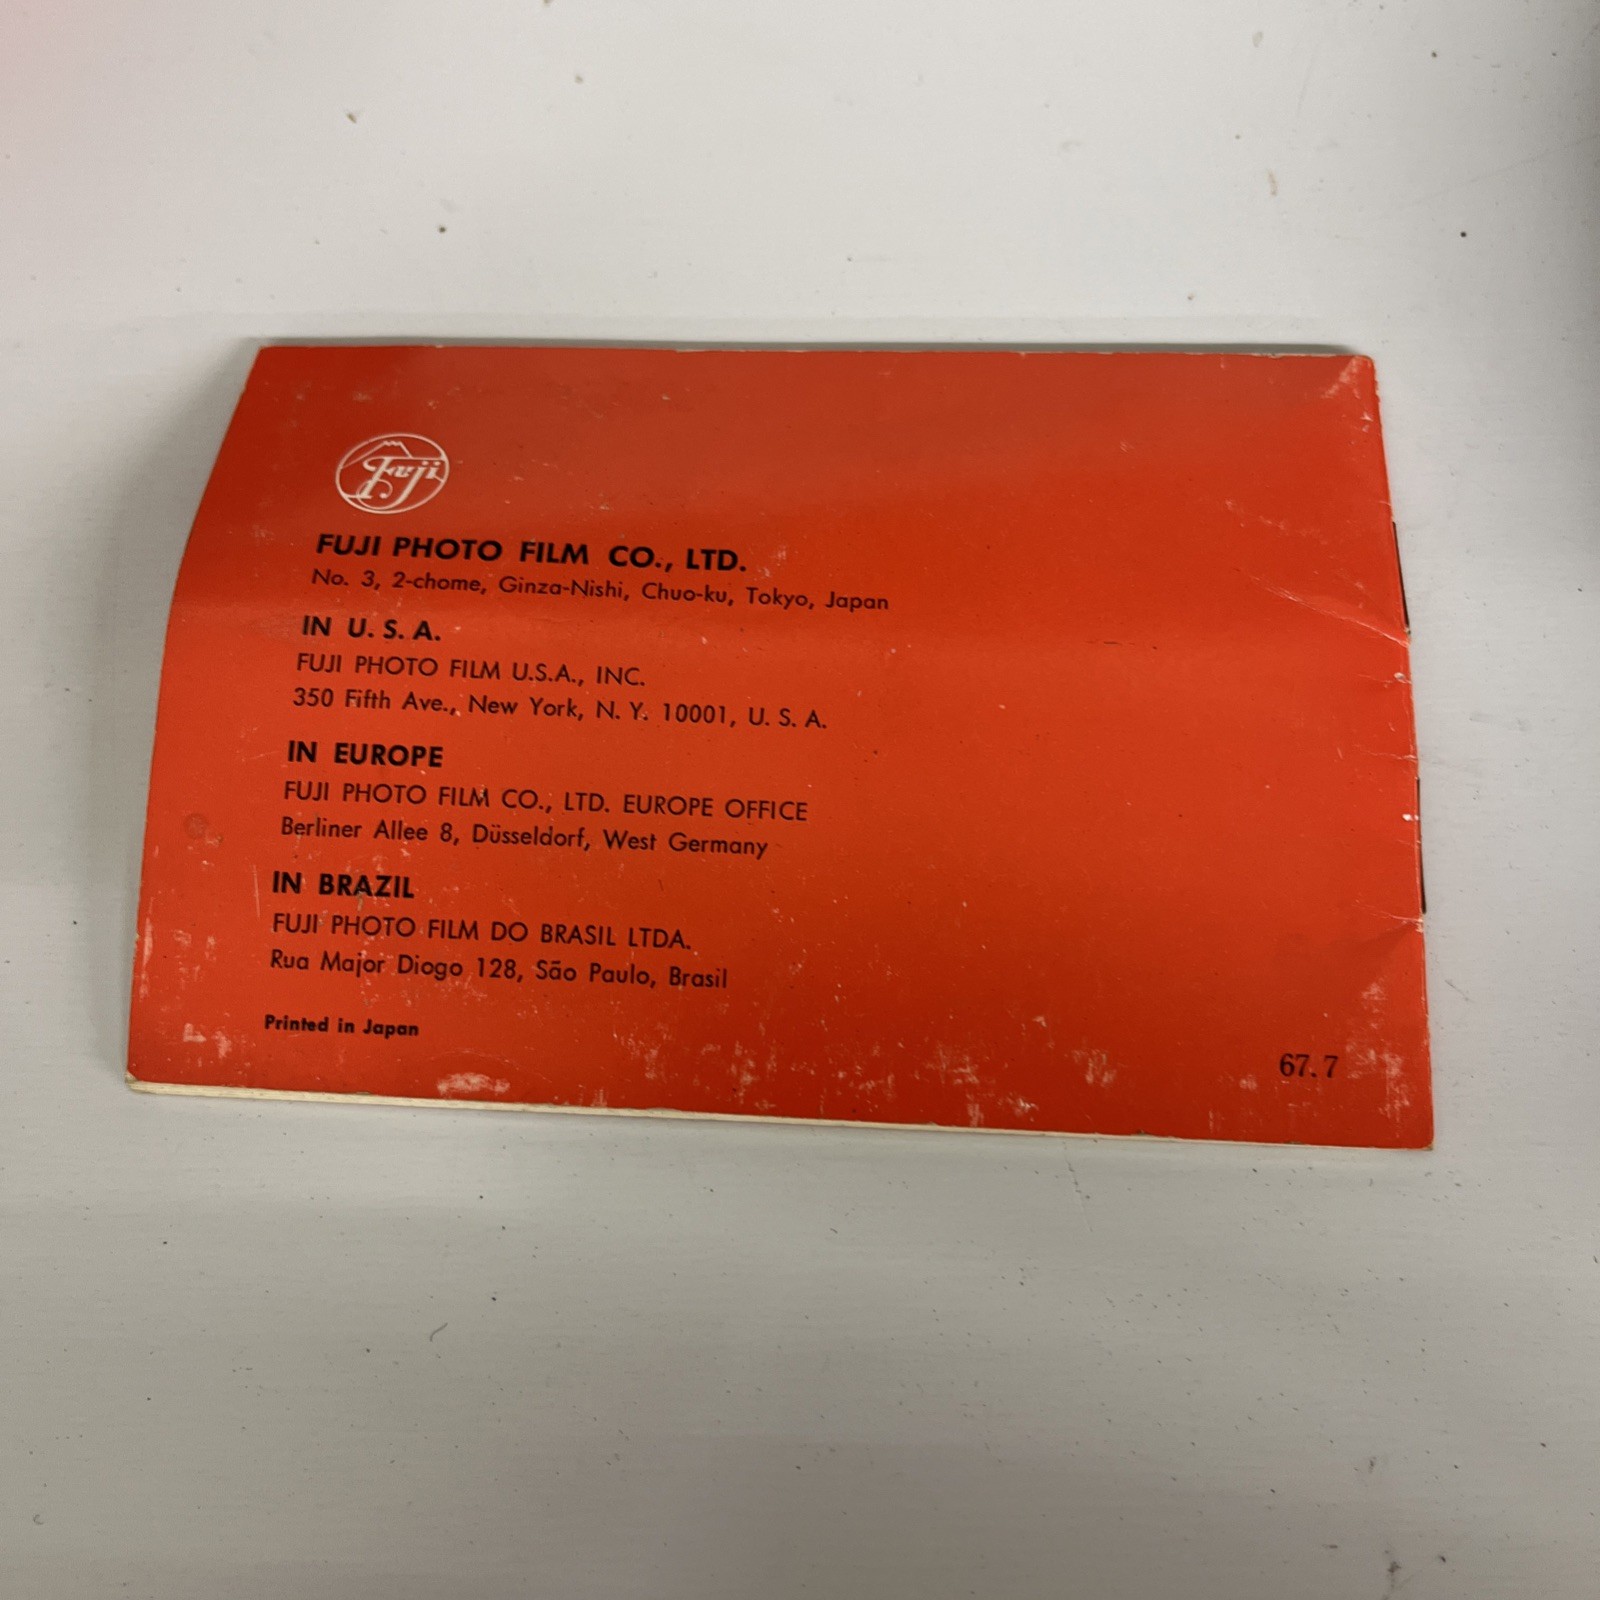 Fuji
FUJI PHOTO FILM CO., LTD.
No. 3, 2-chome, Ginza-Nishi, Chuo-ku, Tokyo, Japan
IN U. S. A.
FUJI PHOTO FILM U.S.A., INC.
350 Fifth Ave., New York, N. Y. 10001, U. S. A.
IN EUROPE
FUJI PHOTO FILM CO., LTD. EUROPE OFFICE
Berliner Allee 8, Düsseldorf, West Germany
IN BRAZIL
FUJI PHOTO FILM DO BRASIL LTDA.
Rua Major Diogo 128, São Paulo, Brasil
Printed in Japan
67.7